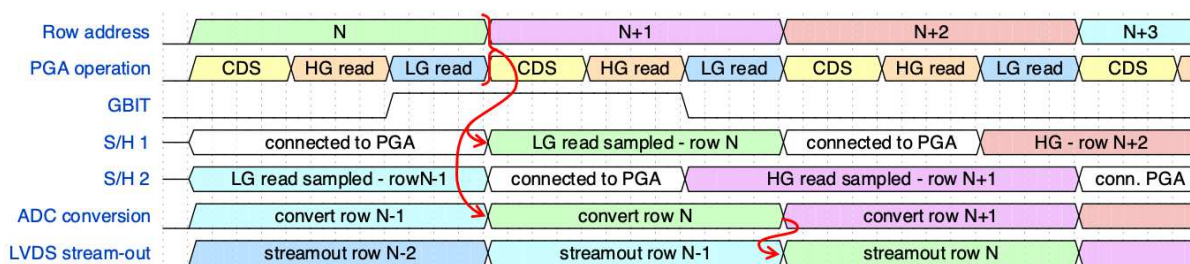 Row address N N+1 N+2 N+3
PGA operation CDS HG read LG read CDS HG read LG read CDS HG read LG read CDS
GBIT
S/H 1 connected to PGA LG read sampled - row N connected to PGA HG - row N+2
S/H 2 LG read sampled - rowN-1 connected to PGA HG read sampled - row N+1 conn. PGA
ADC conversion convert row N-1 convert row N convert row N+1
LVDS stream-out streamout row N-2 streamout row N-1 streamout row N